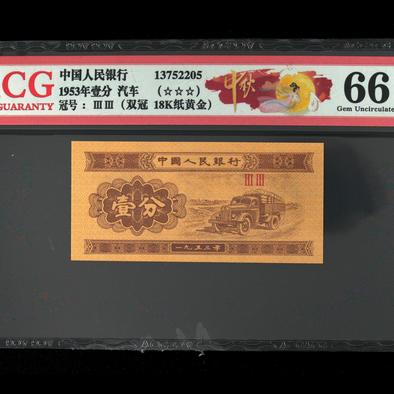 CG
GUARANTY
中国人民银行 13752205
1953年壹分 汽车 (☆☆☆)
冠号： ⅢⅢ (双冠 18K纸黄金)
中秋
66
Gem Uncirculate
中國人民銀行
ⅢⅢ
壹分
一九五三年